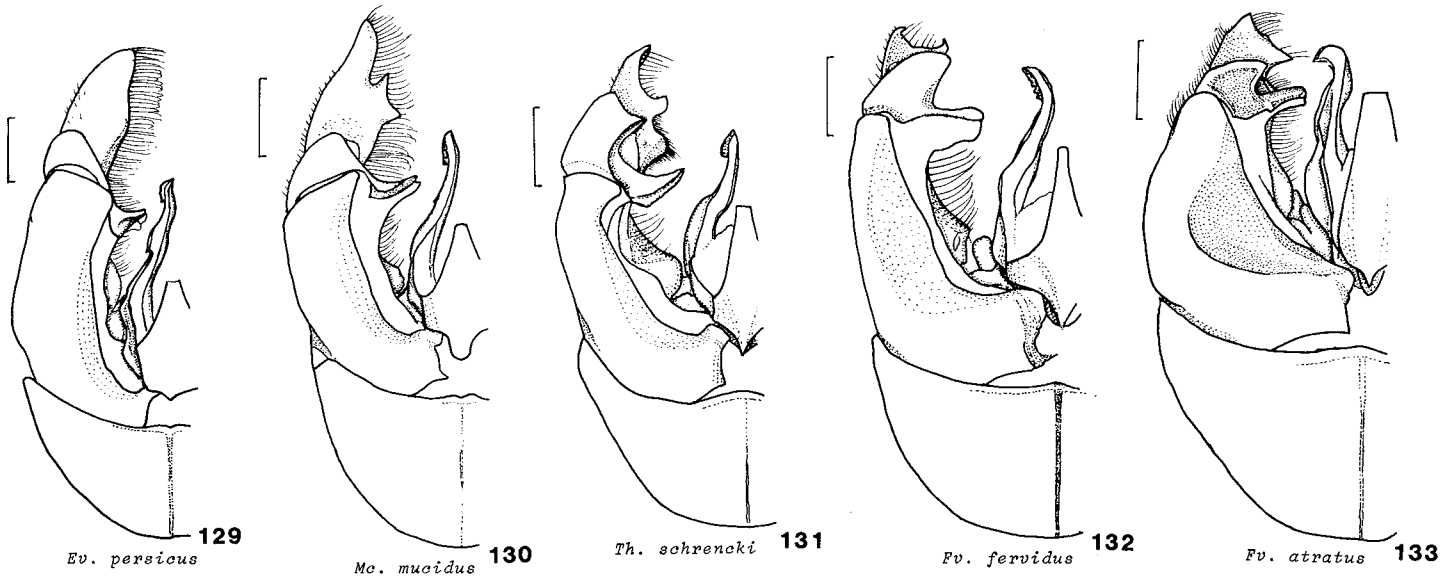 129
Ev. persicus
130
Mc. mucidus
131
Th. schrencki
132
Fv. fervidus
133
Fv. atratus